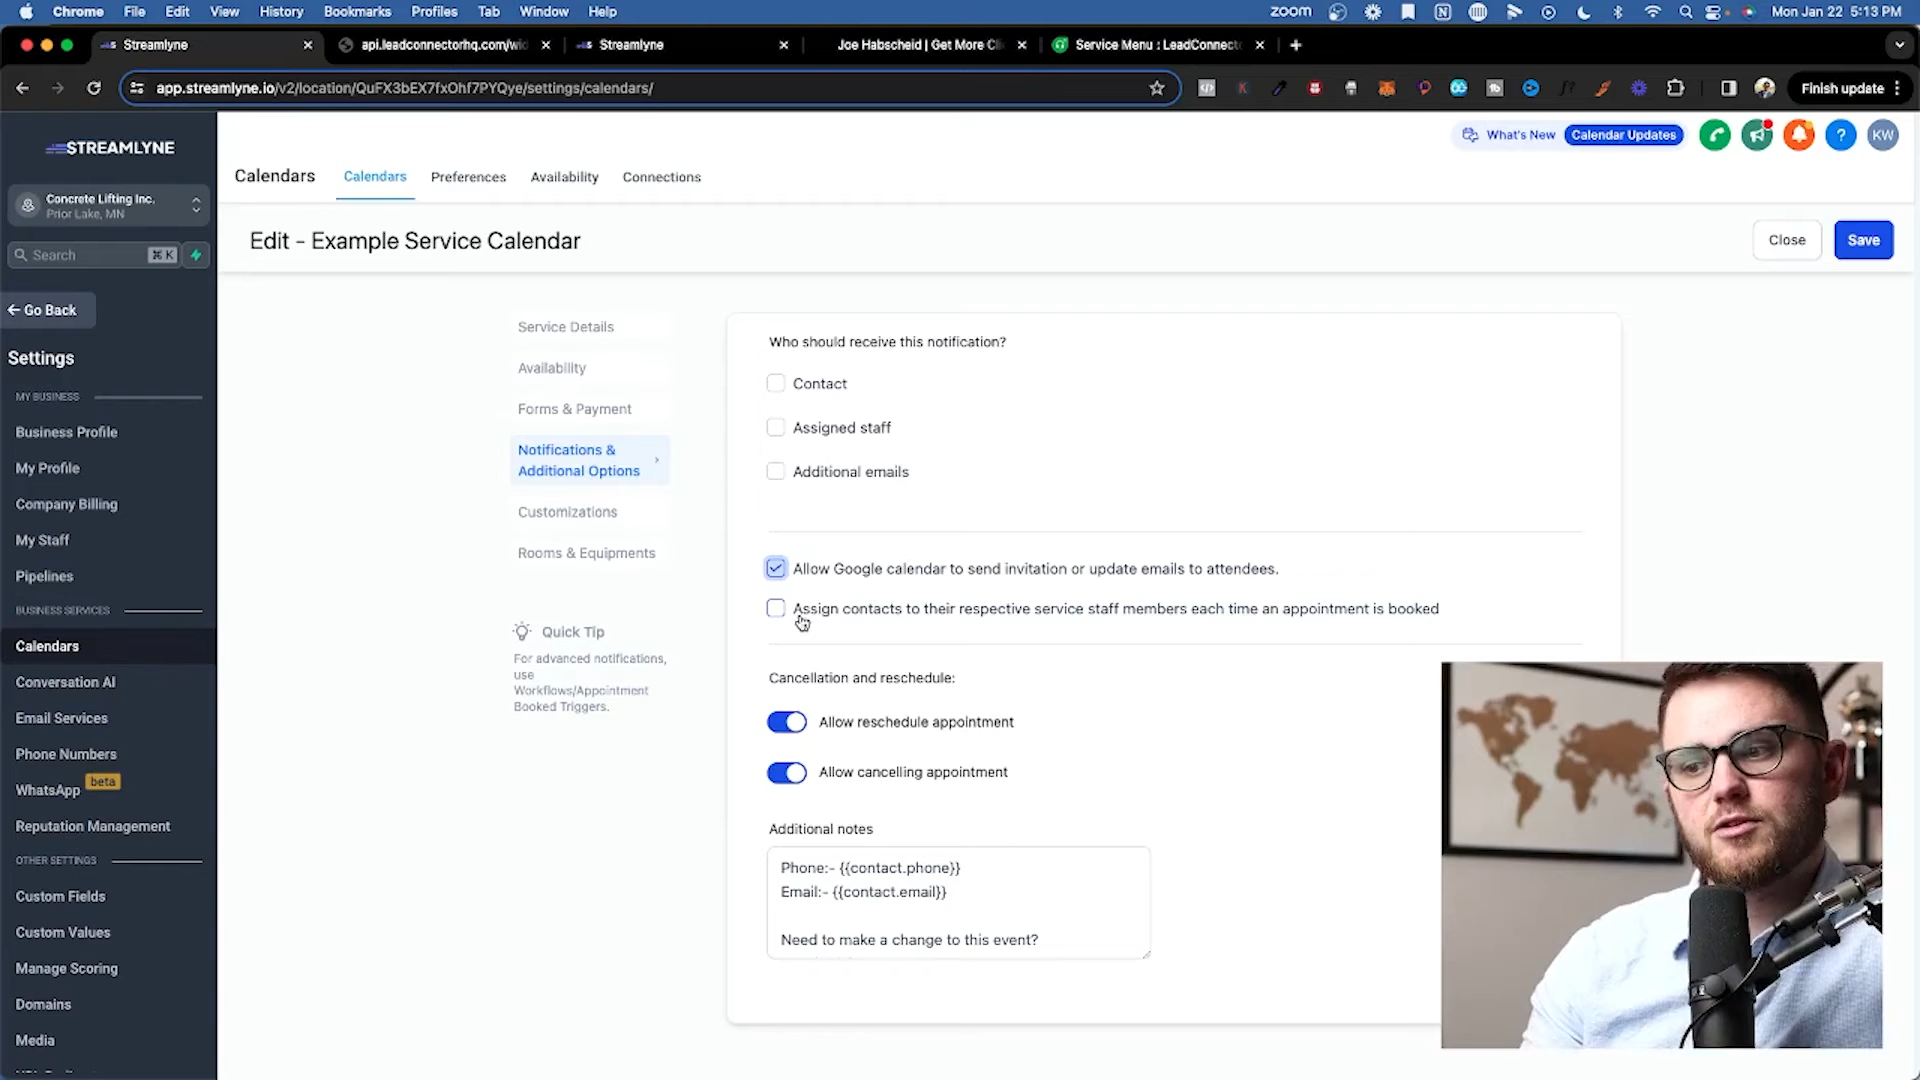 Chrome File Edit View History Bookmarks Profiles Tab Window Help
zoom
Mon Jan 22 5:13 PM
Streamlyne
api.leadconnectorhq.com/wid
Streamlyne
Joe Habscheid | Get More Cli
Service Menu : LeadConnecto
app.streamlyne.io/v2/location/QuFX3bEX7fxOhf7PYQye/settings/calendars/
Finish update
STREAMLYNE
What's New
Calendar Updates
KW
Calendars
Calendars
Preferences
Availability
Connections
Concrete Lifting Inc.
Prior Lake, MN
Search
⌘ K
Edit - Example Service Calendar
Close
Save
Go Back
Settings
MY BUSINESS
Business Profile
My Profile
Company Billing
My Staff
Pipelines
BUSINESS SERVICES
Calendars
Conversation AI
Email Services
Phone Numbers
WhatsApp beta
Reputation Management
OTHER SETTINGS
Custom Fields
Custom Values
Manage Scoring
Domains
Media
Service Details
Availability
Forms & Payment
Notifications &
Additional Options
Customizations
Rooms & Equipments
Quick Tip
For advanced notifications,
use
Workflows/Appointment
Booked Triggers.
Who should receive this notification?
Contact
Assigned staff
Additional emails
Allow Google calendar to send invitation or update emails to attendees.
Assign contacts to their respective service staff members each time an appointment is booked
Cancellation and reschedule:
Allow reschedule appointment
Allow cancelling appointment
Additional notes
Phone:- {{contact.phone}}
Email:- {{contact.email}}
Need to make a change to this event?